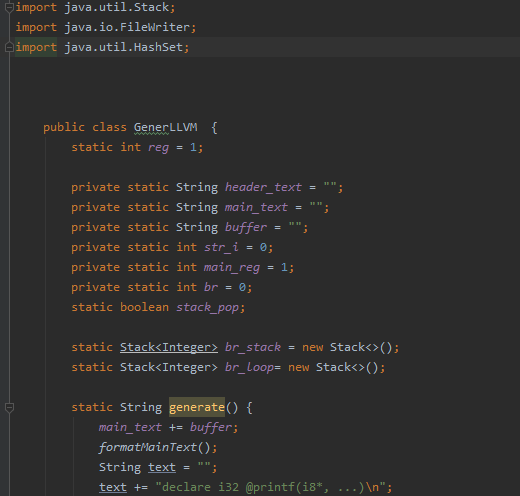 import java.util.Stack;
import java.io.FileWriter;
import java.util.HashSet;
public class GenerLLVM  {
static int reg = 1;
private static String header_text = "";
private static String main_text = "";
private static String buffer = "";
private static int str_i = 0;
private static int main_reg = 1;
private static int br = 0;
static boolean stack_pop;
static Stack<Integer> br_stack = new Stack<>();
static Stack<Integer> br_loop= new Stack<>();
static String generate() {
main_text += buffer;
formatMainText();
String text = "";
text += "declare i32 @printf(i8*, ...)\n";